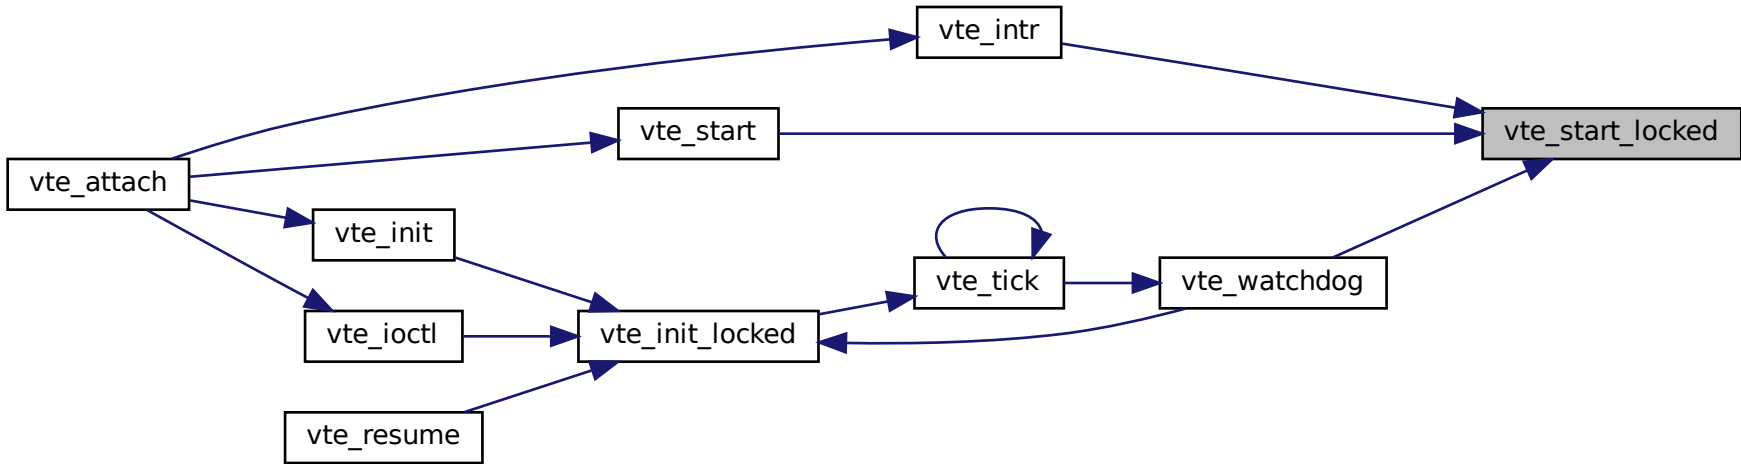 vte_intr
vte_start
vte_start_locked
vte_attach
vte_init
vte_tick
vte_watchdog
vte_ioctl
vte_init_locked
vte_resume